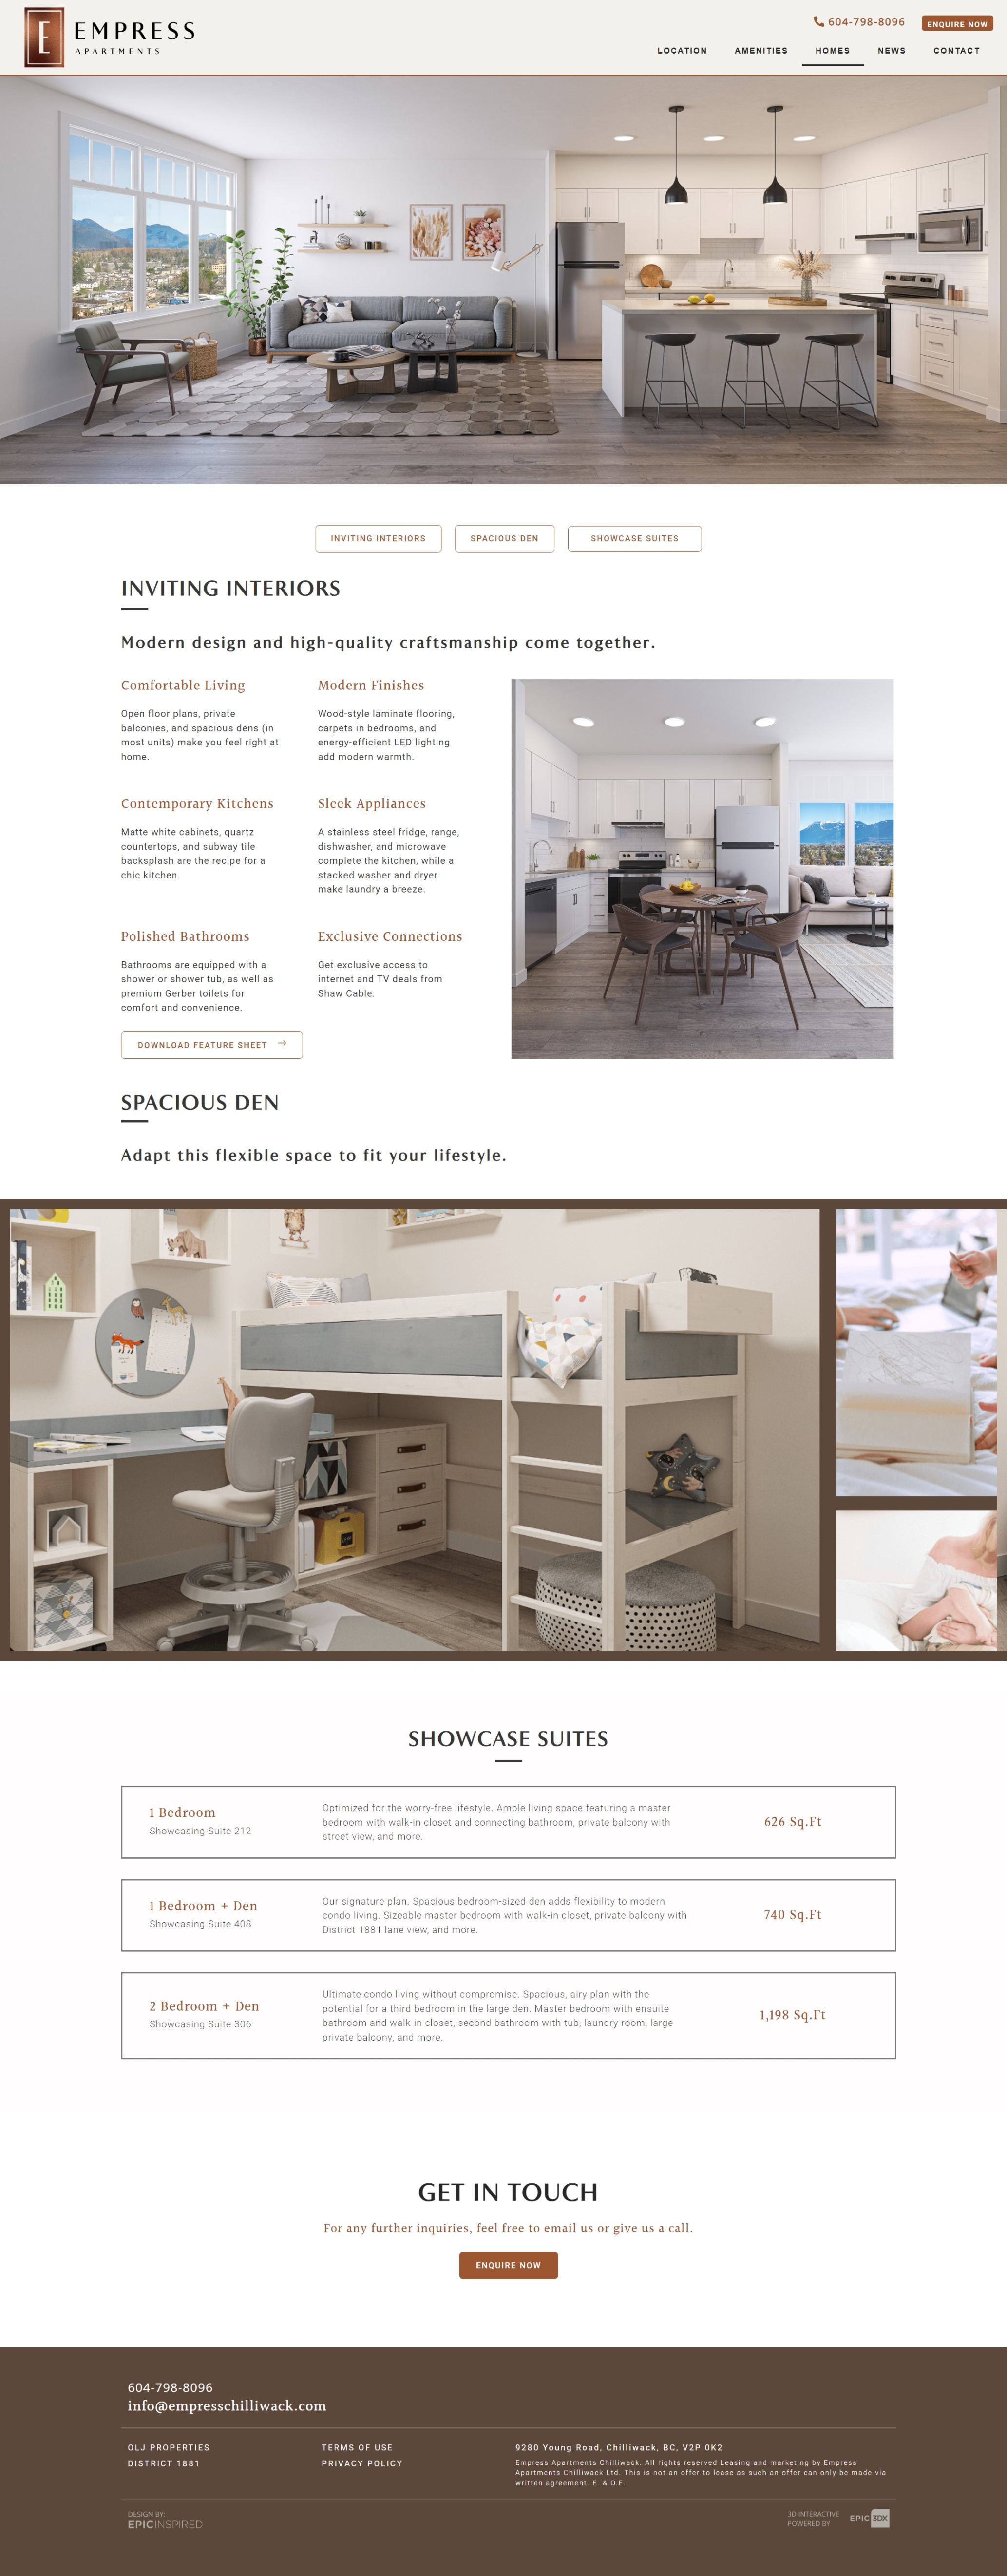 E EMPRESS
APARTMENTS
604-798-8096
ENQUIRE NOW
LOCATION AMENITIES HOMES NEWS CONTACT
INVITING INTERIORS SPACIOUS DEN SHOWCASE SUITES
INVITING INTERIORS
Modern design and high-quality craftsmanship come together.
Comfortable Living
Open floor plans, private
balconies, and spacious dens (in
most units) make you feel right at
home.
Modern Finishes
Wood-style laminate flooring,
carpets in bedrooms, and
energy-efficient LED lighting
add modern warmth.
Contemporary Kitchens
Matte white cabinets, quartz
countertops, and subway tile
backsplash are the recipe for a
chic kitchen.
Sleek Appliances
A stainless steel fridge, range,
dishwasher, and microwave
complete the kitchen, while a
stacked washer and dryer
make laundry a breeze.
Polished Bathrooms
Bathrooms are equipped with a
shower or shower tub, as well as
premium Gerber toilets for
comfort and convenience.
Exclusive Connections
Get exclusive access to
internet and TV deals from
Shaw Cable.
DOWNLOAD FEATURE SHEET →
SPACIOUS DEN
Adapt this flexible space to fit your lifestyle.
SHOWCASE SUITES
1 Bedroom
Showcasing Suite 212
Optimized for the worry-free lifestyle. Ample living space featuring a master
bedroom with walk-in closet and connecting bathroom, private balcony with
street view, and more.
626 Sq.Ft
1 Bedroom + Den
Showcasing Suite 408
Our signature plan. Spacious bedroom-sized den adds flexibility to modern
condo living. Sizeable master bedroom with walk-in closet, private balcony with
District 1881 lane view, and more.
740 Sq.Ft
2 Bedroom + Den
Showcasing Suite 306
Ultimate condo living without compromise. Spacious, airy plan with the
potential for a third bedroom in the large den. Master bedroom with ensuite
bathroom and walk-in closet, second bathroom with tub, laundry room, large
private balcony, and more.
1,198 Sq.Ft
GET IN TOUCH
For any further inquiries, feel free to email us or give us a call.
ENQUIRE NOW
604-798-8096
info@empresschilliwack.com
OLJ PROPERTIES
DISTRICT 1881
TERMS OF USE
PRIVACY POLICY
9280 Young Road, Chilliwack, BC, V2P 0K2
Empress Apartments Chilliwack. All rights reserved Leasing and marketing by Empress
Apartments Chilliwack Ltd. This is not an offer to lease as such an offer can only be made via
written agreement. E. & O.E.
DESIGN BY:
EPICINSPIRED
3D INTERACTIVE
POWERED BY
EPIC 3DX